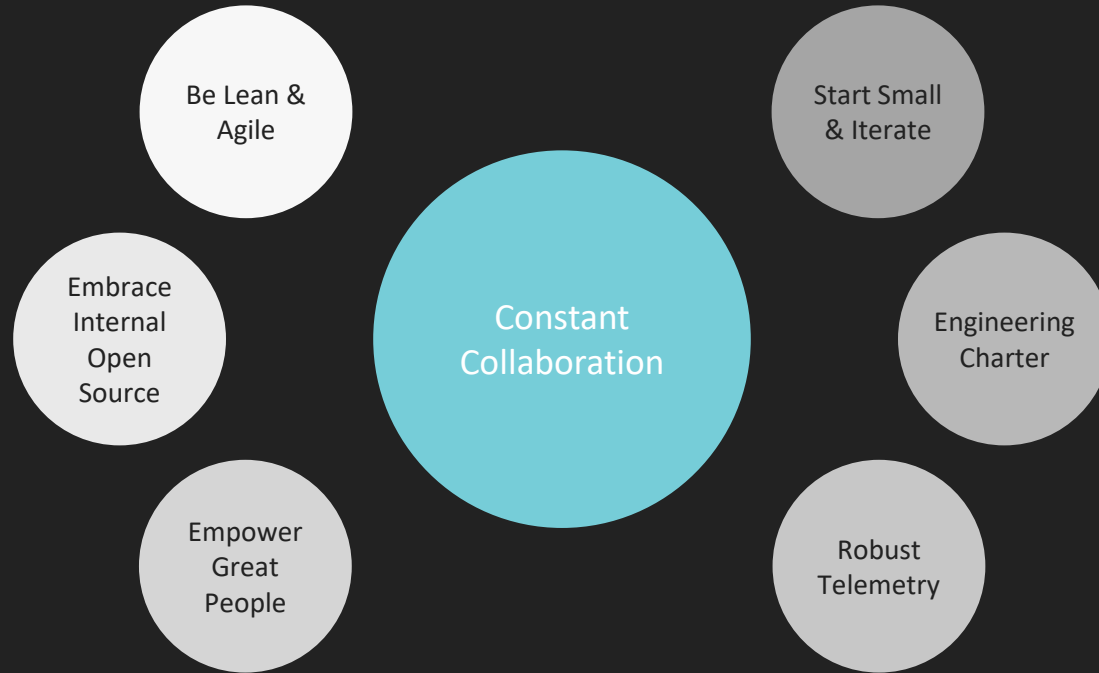 Be Lean &
Agile
Start Small
& Iterate
Embrace
Internal
Open
Source
Constant
Collaboration
Engineering
Charter
Empower
Great
People
Robust
Telemetry